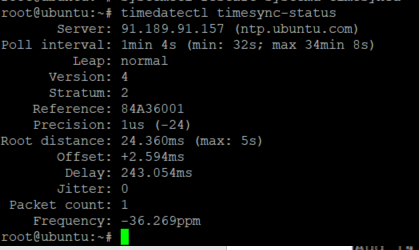 root@ubuntu:~# timedatectl timesync-status
Server: 91.189.91.157 (ntp.ubuntu.com)
Poll interval: 1min 4s (min: 32s; max 34min 8s)
Leap: normal
Version: 4
Stratum: 2
Reference: 84A36001
Precision: 1us (-24)
Root distance: 24.360ms (max: 5s)
Offset: +2.594ms
Delay: 243.054ms
Jitter: 0
Packet count: 1
Frequency: -36.269ppm
root@ubuntu:~#